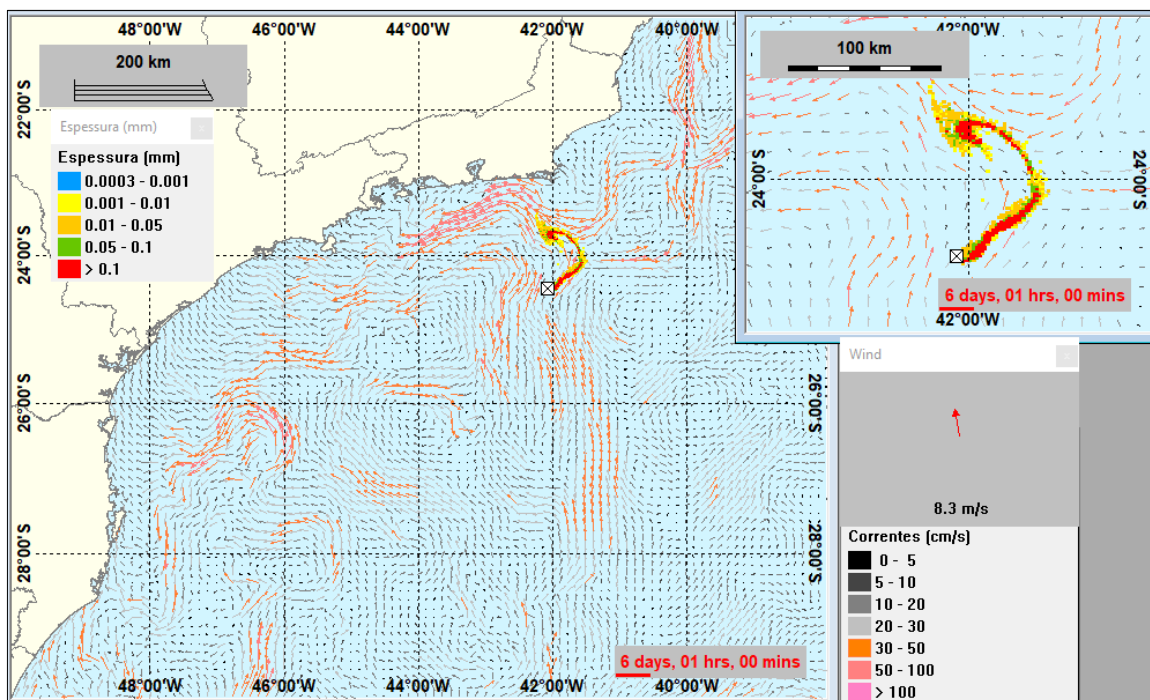 48°00'W 46°00'W 44°00'W 42°00'W 40°00'W
200 km
22°00'S
Espessura (mm)
x
Espessura (mm)
0.0003 - 0.001
0.001 - 0.01
0.01 - 0.05
0.05 - 0.1
> 0.1
24°00'S
26°00'S
26°00'S
28°00'S
28°00'S
6 days, 01 hrs, 00 mins
48°00'W 46°00'W 44°00'W 42°00'W 40°00'W
42°00'W
100 km
24°00'S
24°00'S
6 days, 01 hrs, 00 mins
42°00'W
Wind
x
8.3 m/s
Correntes (cm/s)
0 - 5
5 - 10
10 - 20
20 - 30
30 - 50
50 - 100
> 100